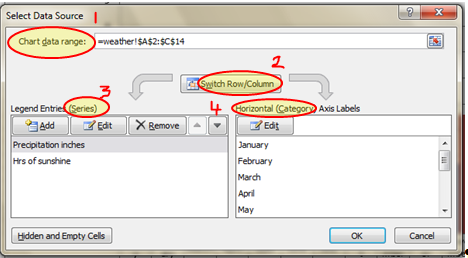 Select Data Source
1
Chart data range: =weather!$A$2:$C$14
2
Switch Row/Column
3
Legend Entries (Series)
4
Horizontal (Category) Axis Labels
Add Edit Remove
Edit
Precipitation inches
Hrs of sunshine
January
February
March
April
May
Hidden and Empty Cells
OK Cancel